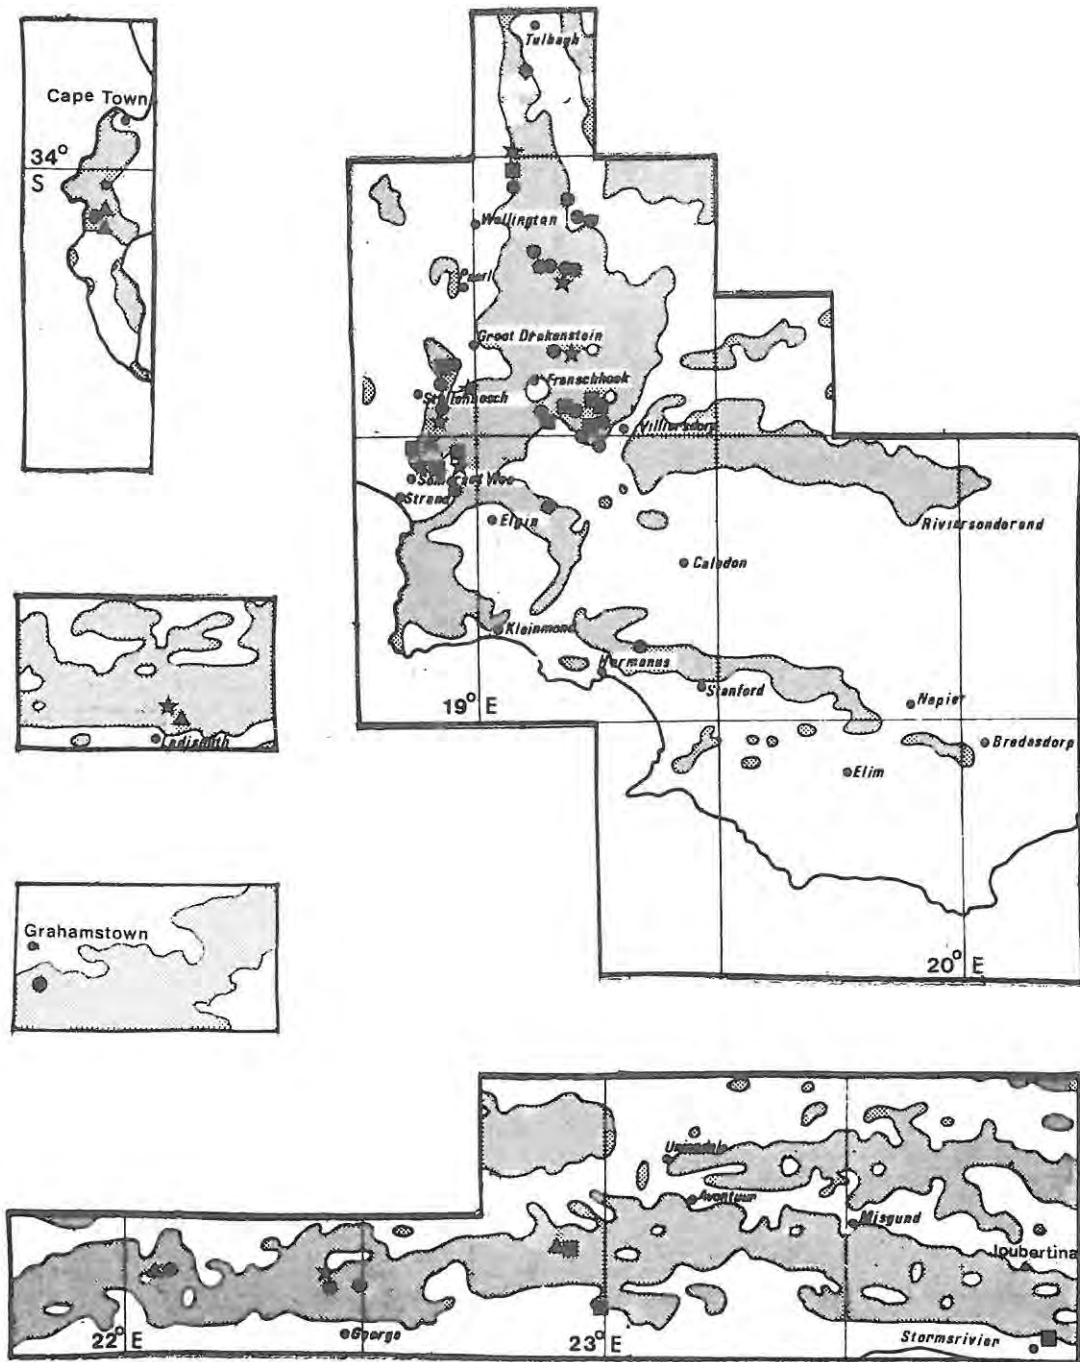 Tulbagh
Cape Town
34°
S
Wellington
Paarl
Groot Drakenstein
Franschhoek
Stellenbosch
Villiersdorp
Somerset Wes
Strand
Elgin
Riviersonderend
Caledon
Kleinmond
Hermanus
Stanford
Napier
19° E
Ladismith
Bredasdorp
Elim
Grahamstown
20° E
Uniondale
Avontuur
Misgund
Joubertina
22° E
George
23° E
Stormsrivier